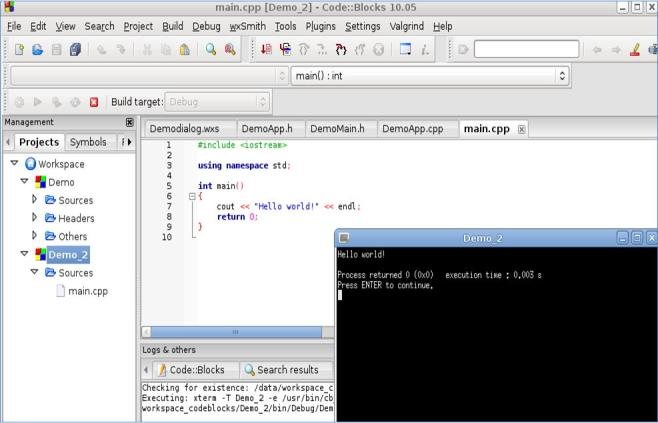 main.cpp [Demo_2] - Code::Blocks 10.05
File Edit View Search Project Build Debug wxSmith Tools Plugins Settings Valgrind Help
main() : int
Build target: Debug
Management
Projects Symbols
Workspace
Demo
Sources
Headers
Others
Demo_2
Sources
main.cpp
Demodialog.wxs DemoApp.h DemoMain.h DemoApp.cpp main.cpp
1 #include <iostream>
2
3 using namespace std;
4
5 int main()
6 {
7 cout << "Hello world!" << endl;
8 return 0;
9 }
10
Logs & others
Code::Blocks Search results
Checking for existence: /data/workspace_c
Executing: xterm -T Demo_2 -e /usr/bin/cb
workspace_codeblocks/Demo_2/bin/Debug/Dem
Demo_2
Hello world!
Process returned 0 (0x0) execution time : 0.003 s
Press ENTER to continue.